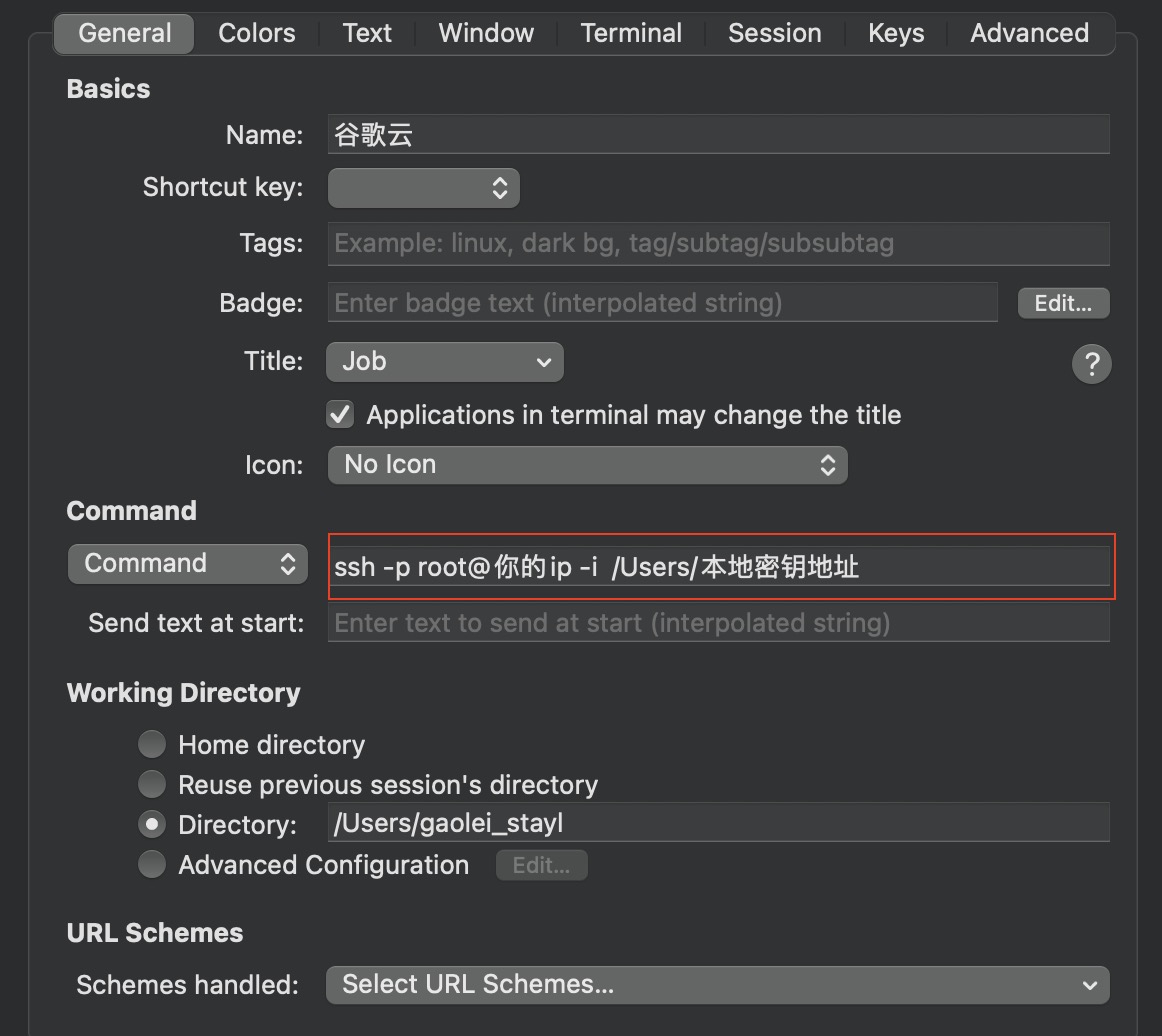 General Colors Text Window Terminal Session Keys Advanced
Basics
Name: 谷歌云
Shortcut key:
Tags: Example: linux, dark bg, tag/subtag/subsubtag
Badge: Enter badge text (interpolated string) Edit...
Title: Job ?
Applications in terminal may change the title
Icon: No Icon
Command
Command ssh -p root@你的ip -i  /Users/本地密钥地址
Send text at start: Enter text to send at start (interpolated string)
Working Directory
Home directory
Reuse previous session's directory
Directory: /Users/gaolei_stayl
Advanced Configuration Edit...
URL Schemes
Schemes handled: Select URL Schemes...